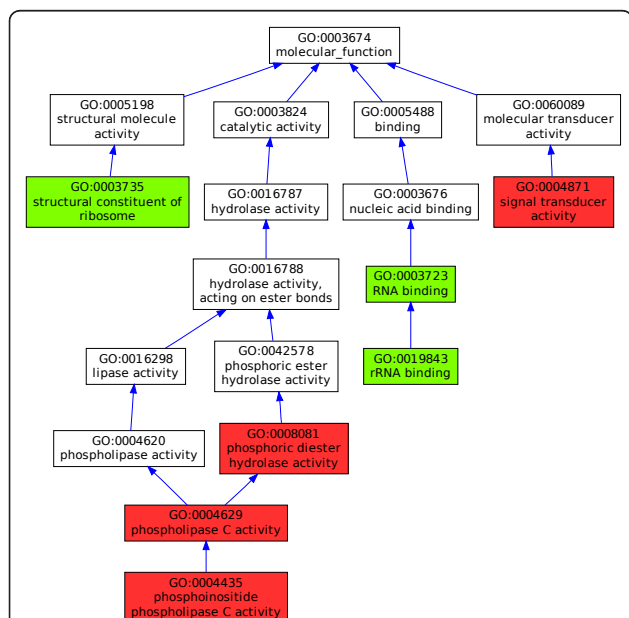 GO:0003674
molecular_function
GO:0005198
structural molecule
activity
GO:0003824
catalytic activity
GO:0005488
binding
GO:0060089
molecular transducer
activity
GO:0003735
structural constituent of
ribosome
GO:0016787
hydrolase activity
GO:0003676
nucleic acid binding
GO:0004871
signal transducer
activity
GO:0016788
hydrolase activity,
acting on ester bonds
GO:0003723
RNA binding
GO:0016298
lipase activity
GO:0042578
phosphoric ester
hydrolase activity
GO:0019843
rRNA binding
GO:0004620
phospholipase activity
GO:0008081
phosphoric diester
hydrolase activity
GO:0004629
phospholipase C activity
GO:0004435
phosphoinositide
phospholipase C activity